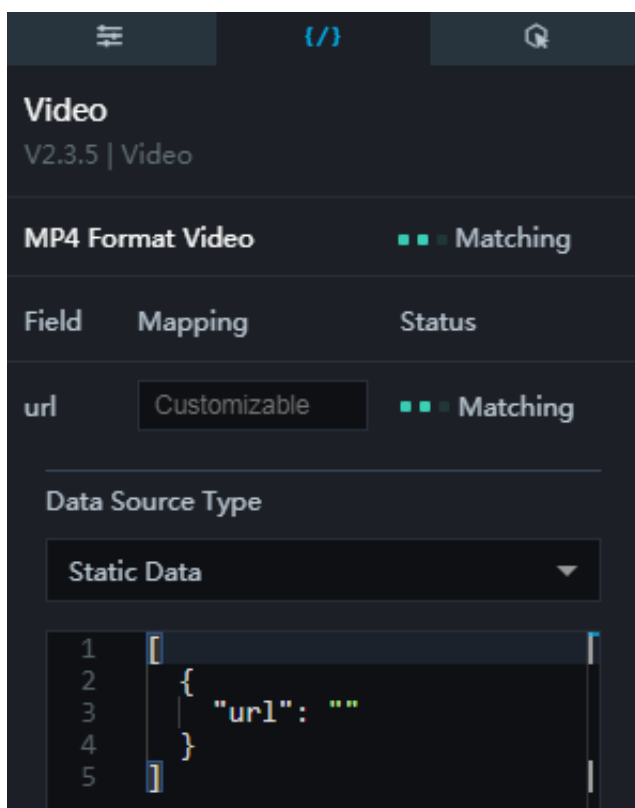 {/}
Video
V2.3.5 | Video
MP4 Format Video Matching
Field Mapping Status
url Customizable Matching
Data Source Type
Static Data
1 [
2 {
3 "url": ""
4 }
5 ]